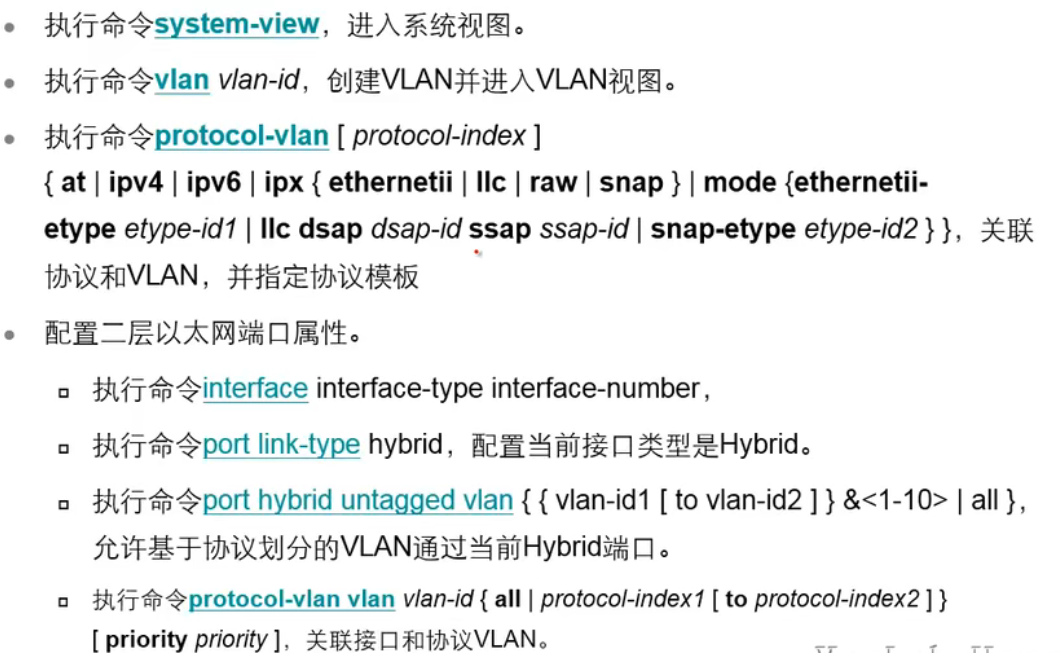 执行命令system-view，进入系统视图。
执行命令vlan vlan-id，创建VLAN并进入VLAN视图。
执行命令protocol-vlan [ protocol-index ]
{ at | ipv4 | ipv6 | ipx { ethernetii | llc | raw | snap } | mode {ethernetii-
etype etype-id1 | llc dsap dsap-id ssap ssap-id | snap-etype etype-id2 } }，关联
协议和VLAN，并指定协议模板
配置二层以太网端口属性。
执行命令interface interface-type interface-number，
执行命令port link-type hybrid，配置当前接口类型是Hybrid。
执行命令port hybrid untagged vlan { { vlan-id1 [ to vlan-id2 ] } &<1-10> | all }，
允许基于协议划分的VLAN通过当前Hybrid端口。
执行命令protocol-vlan vlan vlan-id { all | protocol-index1 [ to protocol-index2 ] }
[ priority priority ]，关联接口和协议VLAN。